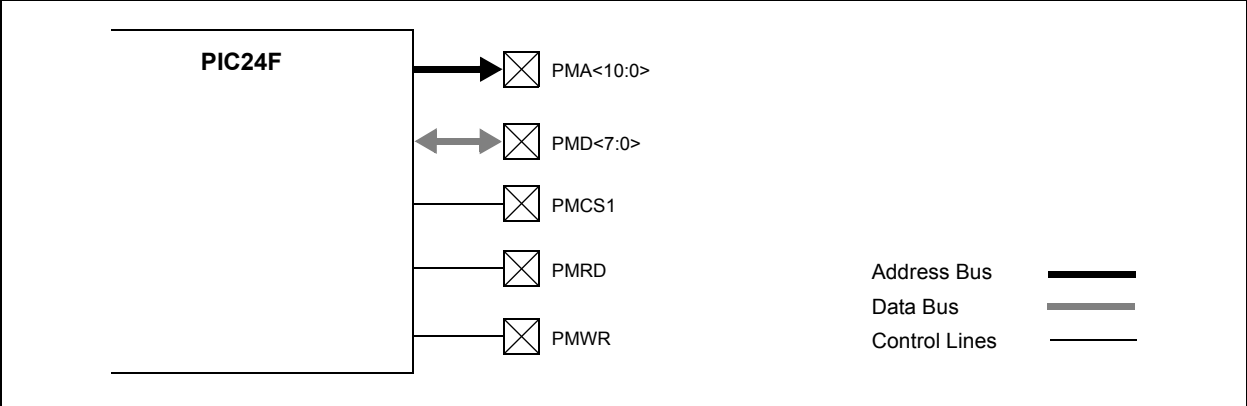 PIC24F
PMA<10:0>
PMD<7:0>
PMCS1
PMRD
PMWR
Address Bus
Data Bus
Control Lines